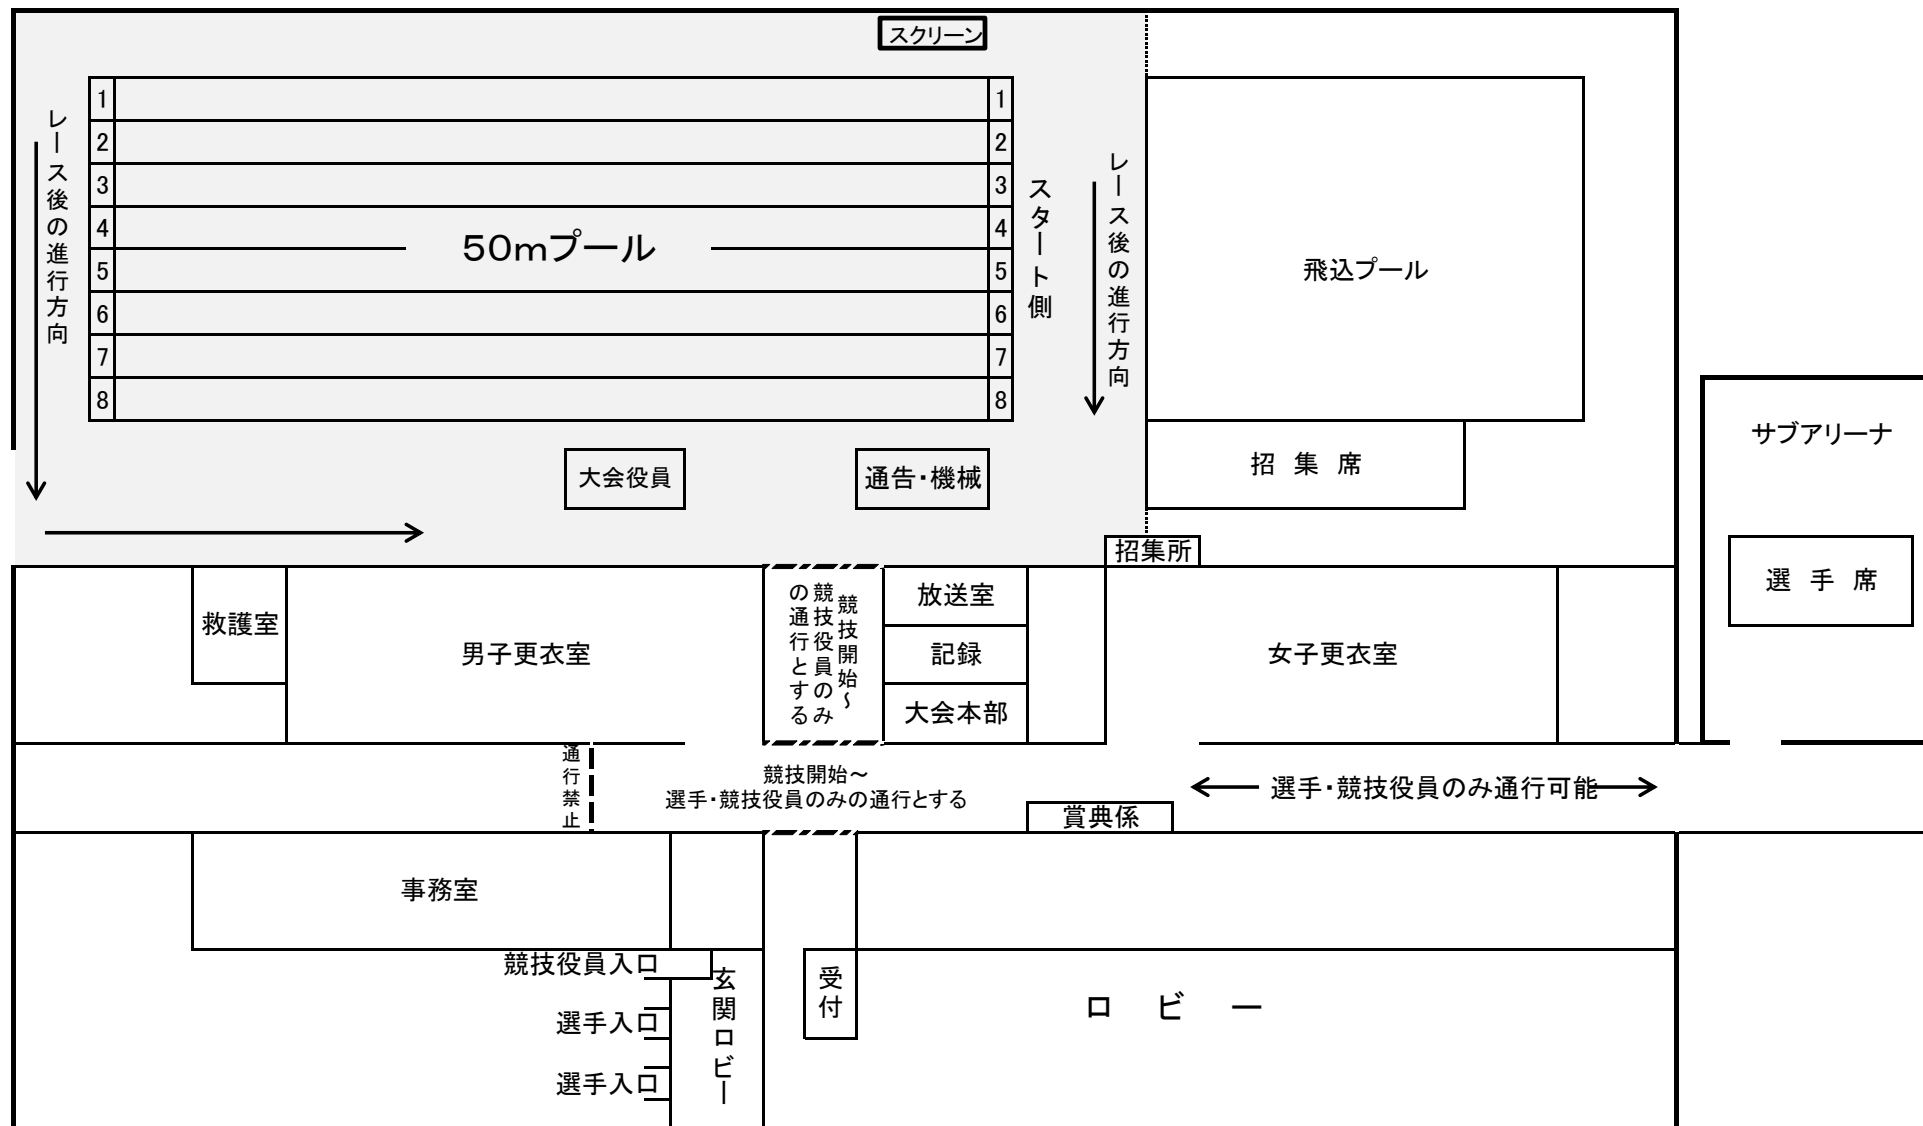 スクリーン
1
2
3
4
5
6
7
8
1
2
3
4
5
6
7
8
レース後の進行方向
50mプール
スタート側
レース後の進行方向
飛込プール
サブアリーナ
大会役員
通告・機械
招 集 席
招集所
選 手 席
救護室
男子更衣室
競技開始～
競技役員のみ
の通行とする
放送室
記録
大会本部
女子更衣室
通行禁止
競技開始～
選手・競技役員のみの通行とする
選手・競技役員のみ通行可能
賞典係
事務室
競技役員入口
選手入口
選手入口
玄関ロビー
受付
ロ ビ ー